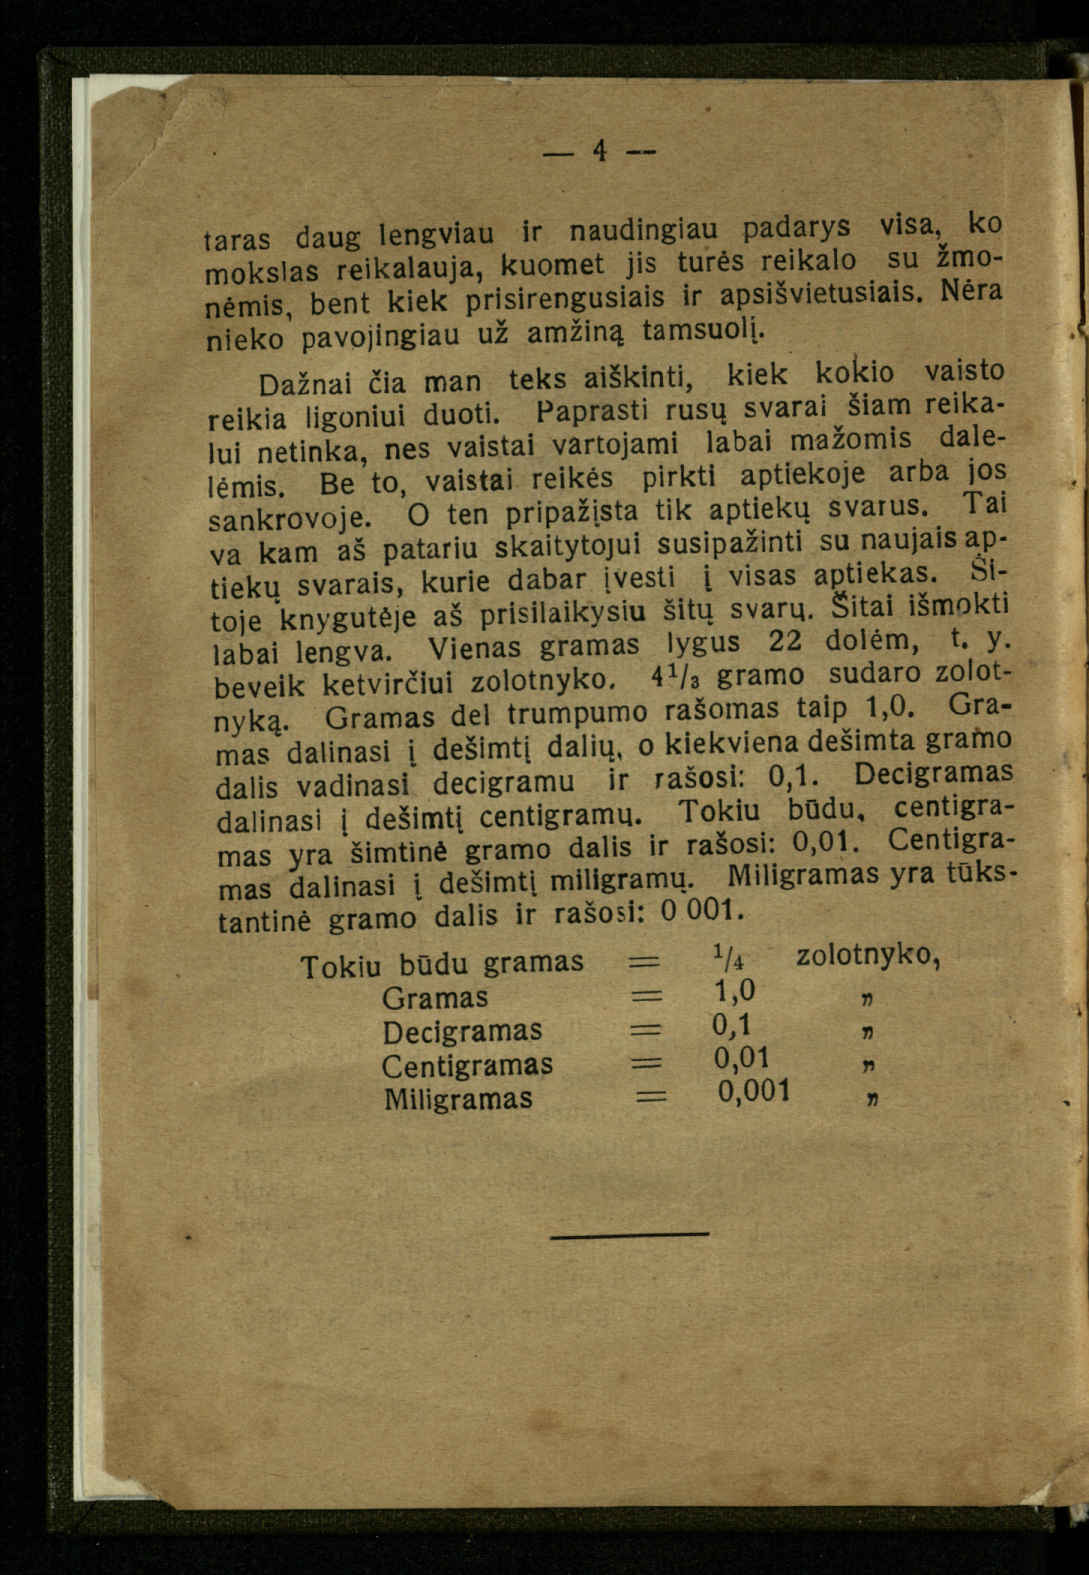 — 4 —
taras daug lengviau ir naudingiau padarys visa, ko
mokslas reikalauja, kuomet jis turės reikalo su žmo-
nėmis, bent kiek prisirengusiais ir apsišvietusiais. Nėra
nieko pavojingiau už amžiną tamsuolį.
Dažnai čia man teks aiškinti, kiek kokio vaisto
reikia ligoniui duoti. Paprasti rusų svarai šiam reika-
lui netinka, nes vaistai vartojami labai mažomis dale-
lėmis. Be to, vaistai reikės pirkti aptiekoje arba jos
sankrovoje. O ten pripažįsta tik aptiekų svarus. Tai
va kam aš patariu skaitytojui susipažinti su naujais ap-
tiekų svarais, kurie dabar įvesti į visas aptiekas. Ši-
toje knygutėje aš prisilaikysiu šitų svarų. Šitai išmokti
labai lengva. Vienas gramas lygus 22 dolėm, t. y.
beveik ketvirčiui zolotnyko. 4¹/₃ gramo sudaro zolot-
nyką. Gramas del trumpumo rašomas taip 1,0. Gra-
mas dalinasi į dešimtį dalių, o kiekviena dešimta gramo
dalis vadinasi decigramu ir rašosi: 0,1. Decigramas
dalinasi į dešimtį centigramų. Tokiu būdu, centigra-
mas yra šimtinė gramo dalis ir rašosi: 0,01. Centigra-
mas dalinasi į dešimtį miligramų. Miligramas yra tūks-
tantinė gramo dalis ir rašosi: 0 001.
Tokiu būdu gramas = ¹/₄ zolotnyko,
Gramas = 1,0 „
Decigramas = 0,1 „
Centigramas = 0,01 „
Miligramas = 0,001 „